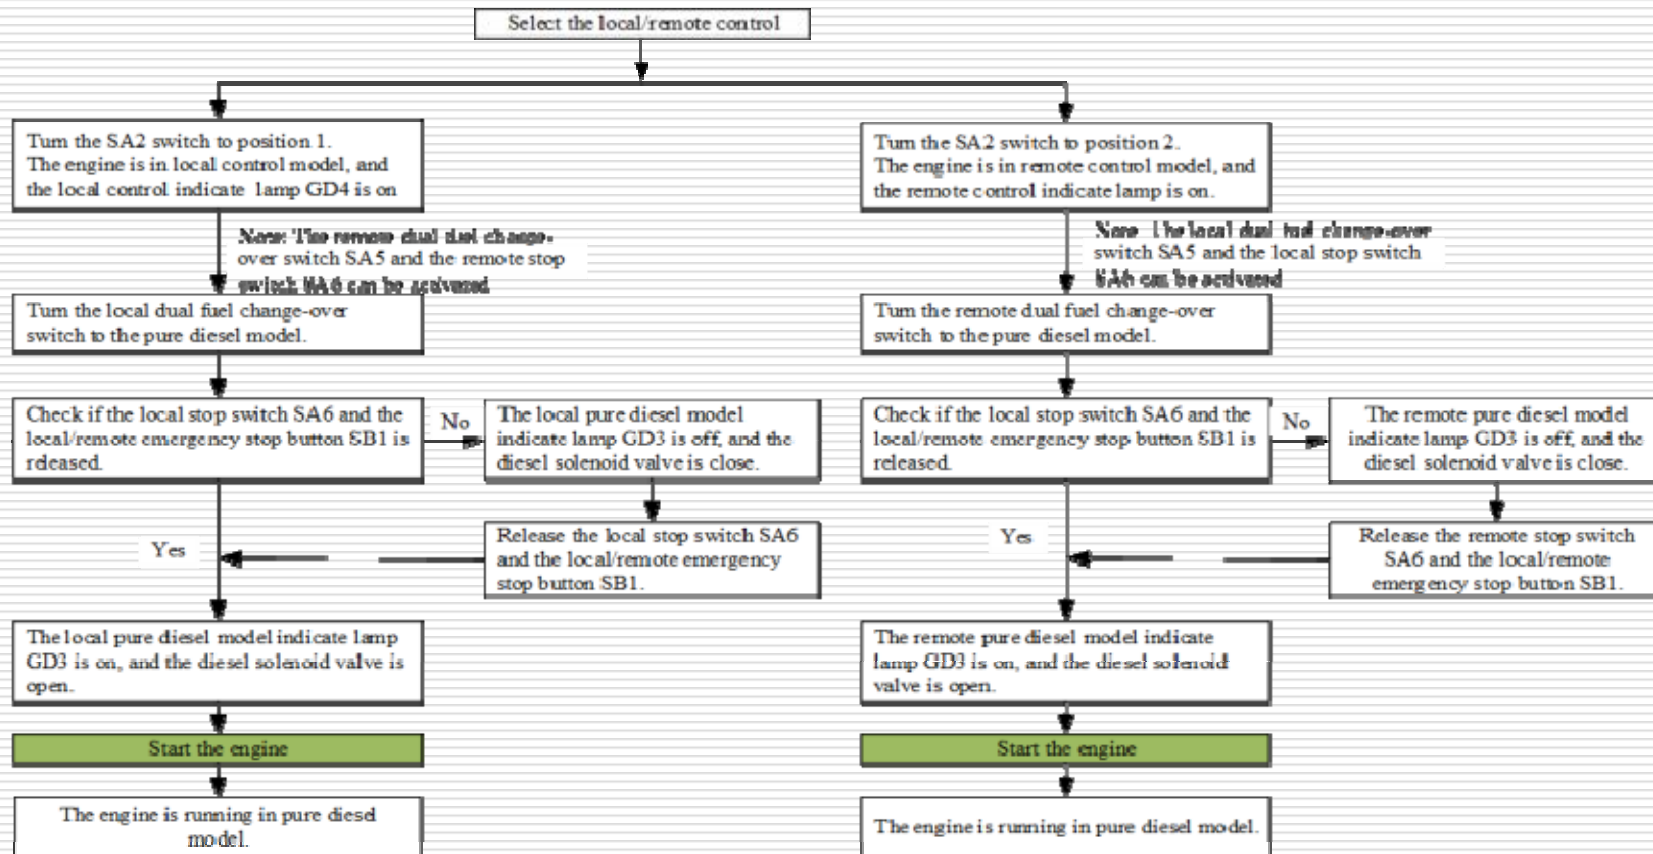 Select the local/remote control
Turn the SA2 switch to position 1.
The engine is in local control model, and
the local control indicate lamp GD4 is on
Turn the SA2 switch to position 2.
The engine is in remote control model, and
the remote control indicate lamp is on.
Note: The remote dual fuel change-
over switch SA5 and the remote stop
switch SA6 can be activated
Note The local dual fuel change-over
switch SA5 and the local stop switch
SA6 can be activated
Turn the local dual fuel change-over
switch to the pure diesel model.
Turn the remote dual fuel change-over
switch to the pure diesel model.
Check if the local stop switch SA6 and the
local/remote emergency stop button SB1 is
released.
No
The local pure diesel model
indicate lamp GD3 is off, and the
diesel solenoid valve is close.
Check if the local stop switch SA6 and the
local/remote emergency stop button SB1 is
released.
No
The remote pure diesel model
indicate lamp GD3 is off, and the
diesel solenoid valve is close.
Yes
Release the local stop switch SA6
and the local/remote emergency
stop button SB1.
Yes
Release the remote stop switch
SA6 and the local/remote
emergency stop button SB1.
The local pure diesel model indicate lamp
GD3 is on, and the diesel solenoid valve is
open.
The remote pure diesel model indicate
lamp GD3 is on, and the diesel solenoid
valve is open.
Start the engine
Start the engine
The engine is running in pure diesel
model.
The engine is running in pure diesel model.